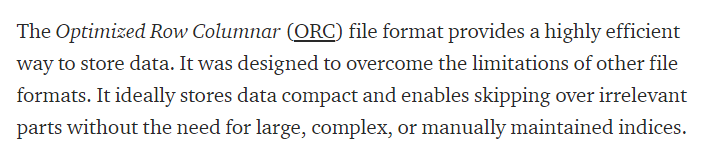 The Optimized Row Columnar (ORC) file format provides a highly efficient
way to store data. It was designed to overcome the limitations of other file
formats. It ideally stores data compact and enables skipping over irrelevant
parts without the need for large, complex, or manually maintained indices.